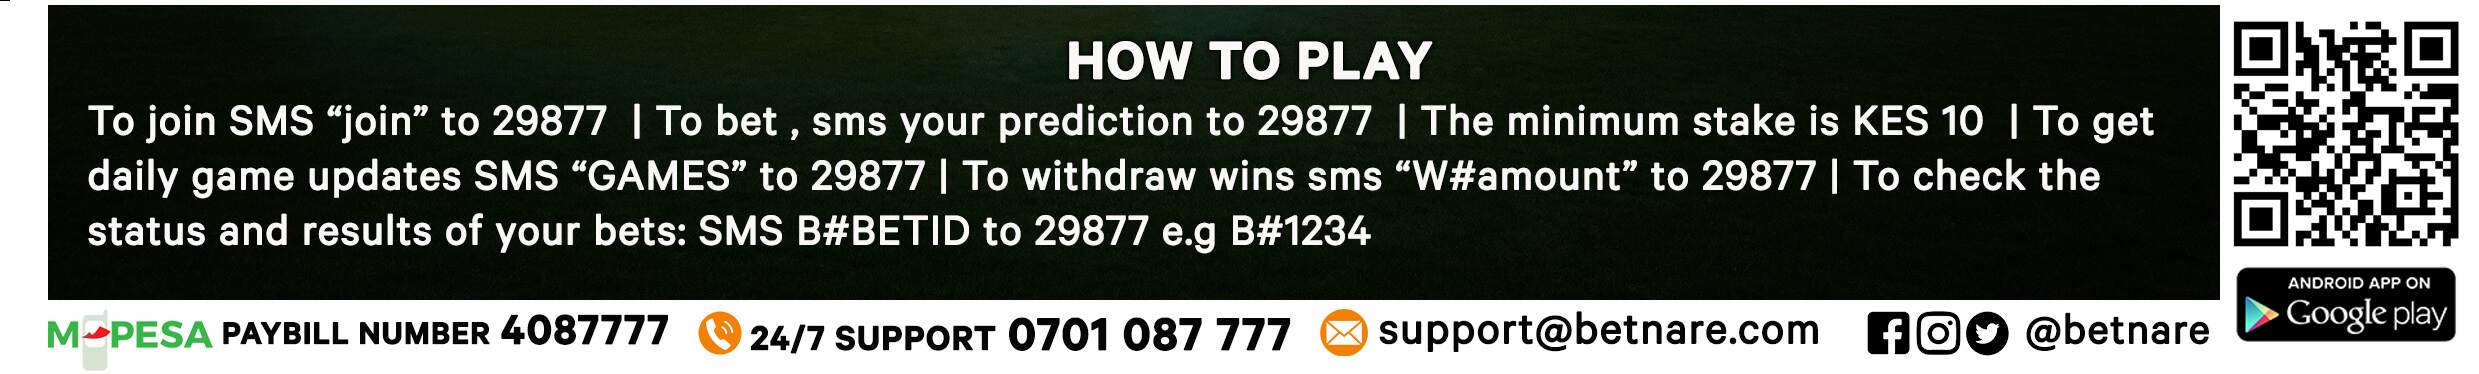 HOW TO PLAY
To join SMS “join” to 29877 | To bet , sms your prediction to 29877 | The minimum stake is KES 10 | To get
daily game updates SMS “GAMES” to 29877 | To withdraw wins sms “W#amount” to 29877 | To check the
status and results of your bets: SMS B#BETID to 29877 e.g B#1234
ANDROID APP ON
Google play
M-PESA PAYBILL NUMBER 4087777 24/7 SUPPORT 0701 087 777 support@betnare.com @betnare